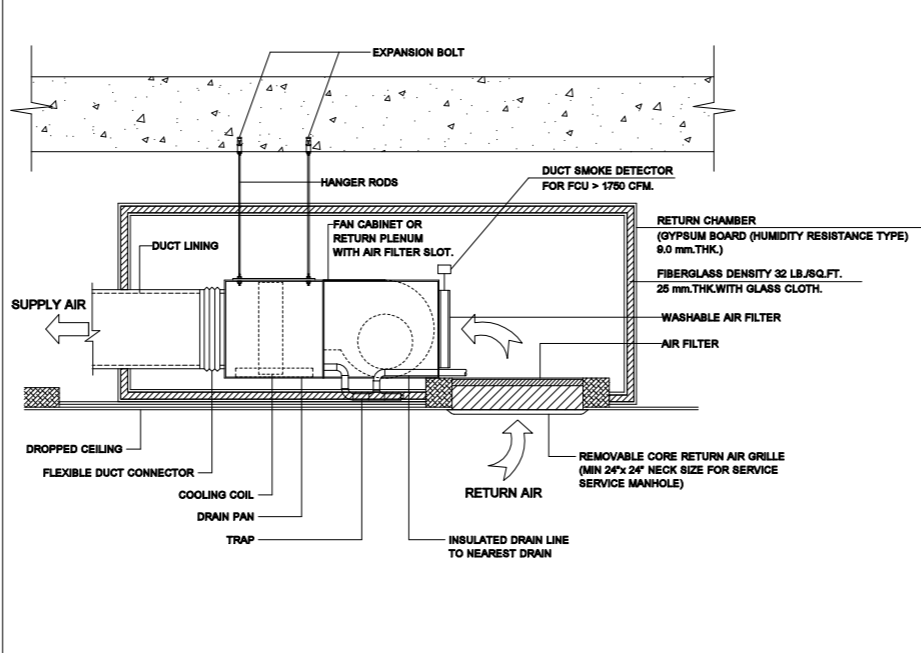 EXPANSION BOLT
DUCT SMOKE DETECTOR
FOR FCU > 1750 CFM.
HANGER RODS
FAN CABINET OR
RETURN PLENUM
WITH AIR FILTER SLOT.
RETURN CHAMBER
(GYPSUM BOARD (HUMIDITY RESISTANCE TYPE)
9.0 mm.THK.)
DUCT LINING
FIBERGLASS DENSITY 32 LB./SQ.FT.
25 mm.THK.WITH GLASS CLOTH.
SUPPLY AIR
WASHABLE AIR FILTER
AIR FILTER
DROPPED CEILING
REMOVABLE CORE RETURN AIR GRILLE
(MIN 24"x 24" NECK SIZE FOR SERVICE
SERVICE MANHOLE)
FLEXIBLE DUCT CONNECTOR
COOLING COIL
RETURN AIR
DRAIN PAN
TRAP
INSULATED DRAIN LINE
TO NEAREST DRAIN